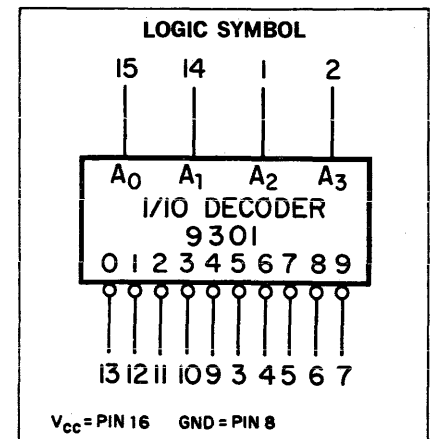 LOGIC SYMBOL
15 14 1 2
A0 A1 A2 A3
1/10 DECODER
9301
0 1 2 3 4 5 6 7 8 9
13 12 11 10 9 3 4 5 6 7
VCC = PIN 16 GND = PIN 8